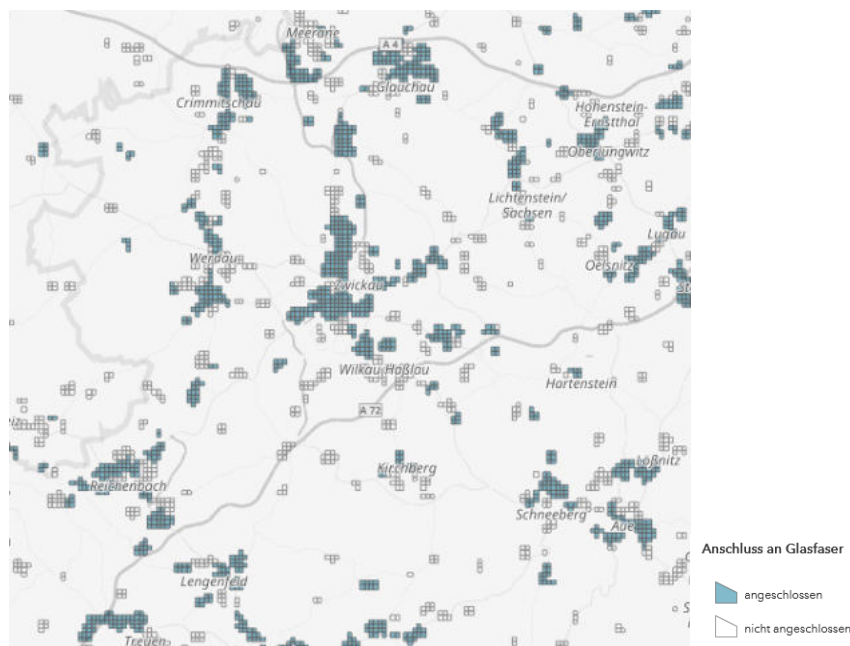 Meerane
A 4
Glauchau
Crimmitschau
Hohenstein-
Ernstthal
Oberlungwitz
Lichtenstein/
Sachsen
Lugau
Werdau
Oelsnitz
Zwickau
St
Wilkau-Haßlau
Hartenstein
A 72
Kirchberg
Lößnitz
Reichenbach
Schneeberg
Aue
Lengenfeld
Treuen
Anschluss an Glasfaser
angeschlossen
nicht angeschlossen